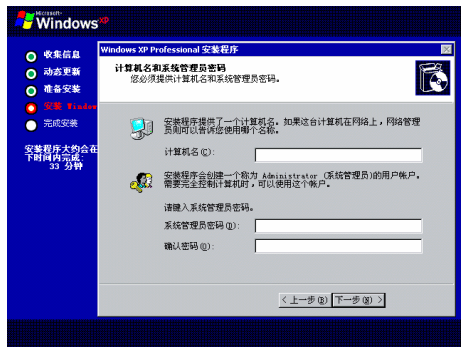 Microsoft
Windows xp
收集信息
动态更新
准备安装
安装 Window
完成安装
安装程序大约会在
下时间内完成:
33 分钟
Windows XP Professional 安装程序
计算机名和系统管理员密码
您必须提供计算机名和系统管理员密码。
安装程序提供了一个计算机名。如果这台计算机在网络上，网络管理
员则可以告诉您使用哪个名称。
计算机名(C):
安装程序会创建一个称为 Administrator (系统管理员)的用户帐户。
需要完全控制计算机时，可以使用这个帐户。
请键入系统管理员密码。
系统管理员密码(D):
确认密码(O):
< 上一步(B) 下一步(N) >